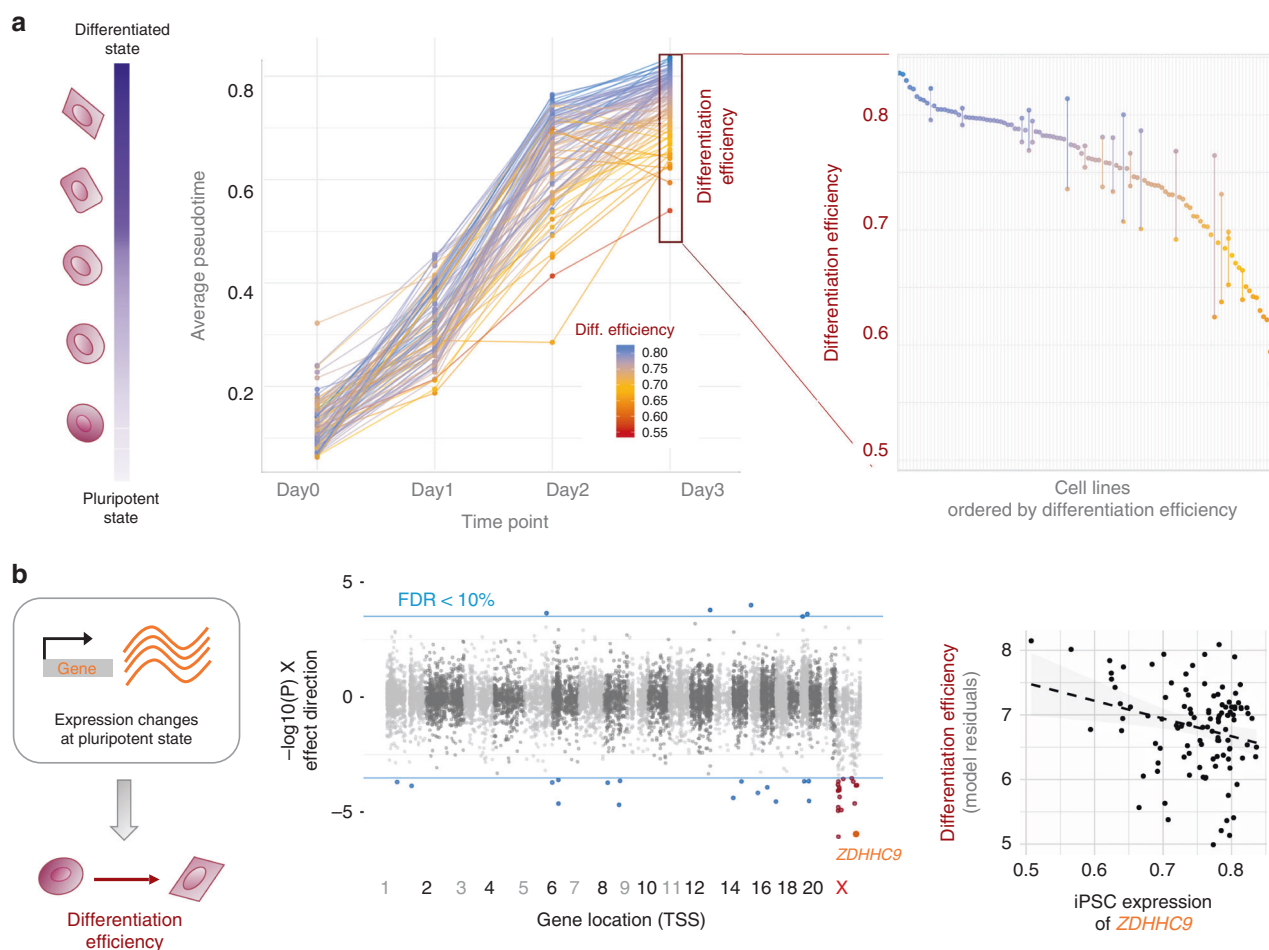 a
Differentiated
state
Pluripotent
state
Average pseudotime
0.8
0.6
0.4
0.2
Day0
Day1
Day2
Day3
Time point
Diff. efficiency
0.80
0.75
0.70
0.65
0.60
0.55
Differentiation
efficiency
Differentiation efficiency
0.8
0.7
0.6
0.5
Cell lines
ordered by differentiation efficiency
b
Gene
Expression changes
at pluripotent state
Differentiation
efficiency
−log10(P) X
effect direction
5
0
−5
FDR < 10%
ZDHHC9
1 2 3 4 5 6 7 8 9 10 11 12 14 16 18 20 X
Gene location (TSS)
Differentiation efficiency
(model residuals)
8
7
6
5
0.5 0.6 0.7 0.8
iPSC expression
of ZDHHC9